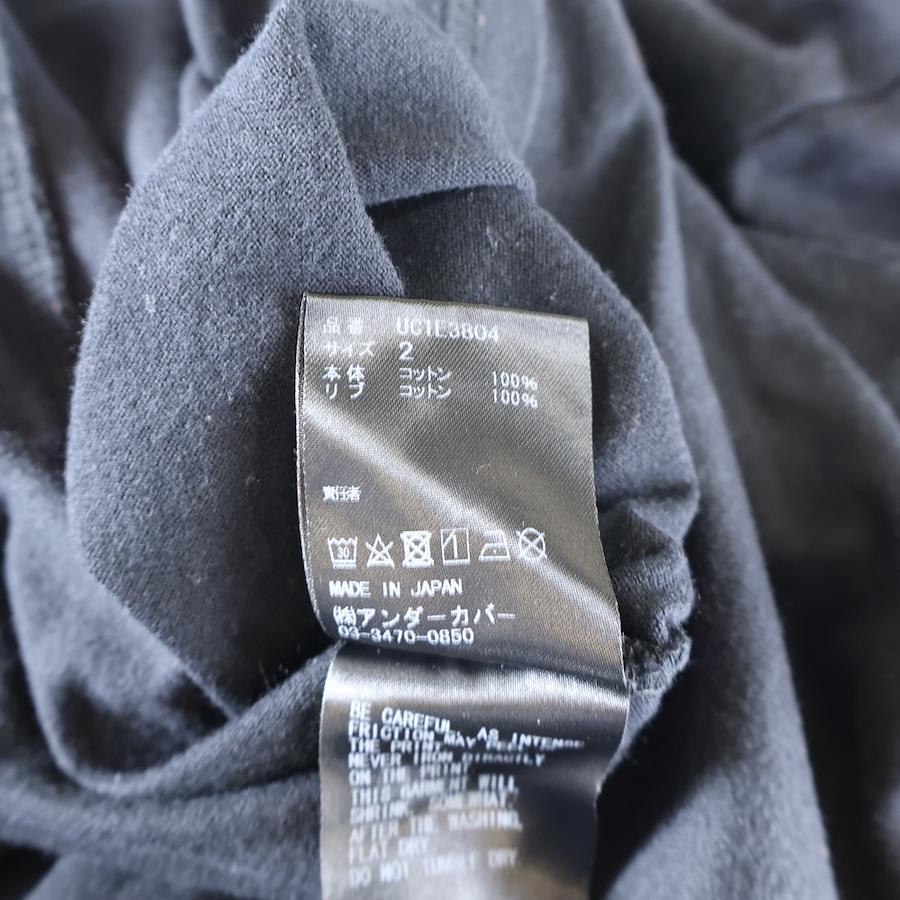 品番 UC1E3804
サイズ 2
本体 コットン 100%
リブ コットン 100%
責任者
30
MADE IN JAPAN
㈱アンダーカバー
03-3470-0850
BE CAREFUL, AS INTENSE
FRICTION MAY PEEL
THE PRINT.
NEVER IRON DIRECTLY
ON THE PRINT
THIS GARMENT WILL
SHRINK SOMEWHAT
AFTER THE WASHING.
FLAT DRY
DO NOT TUMBLE DRY